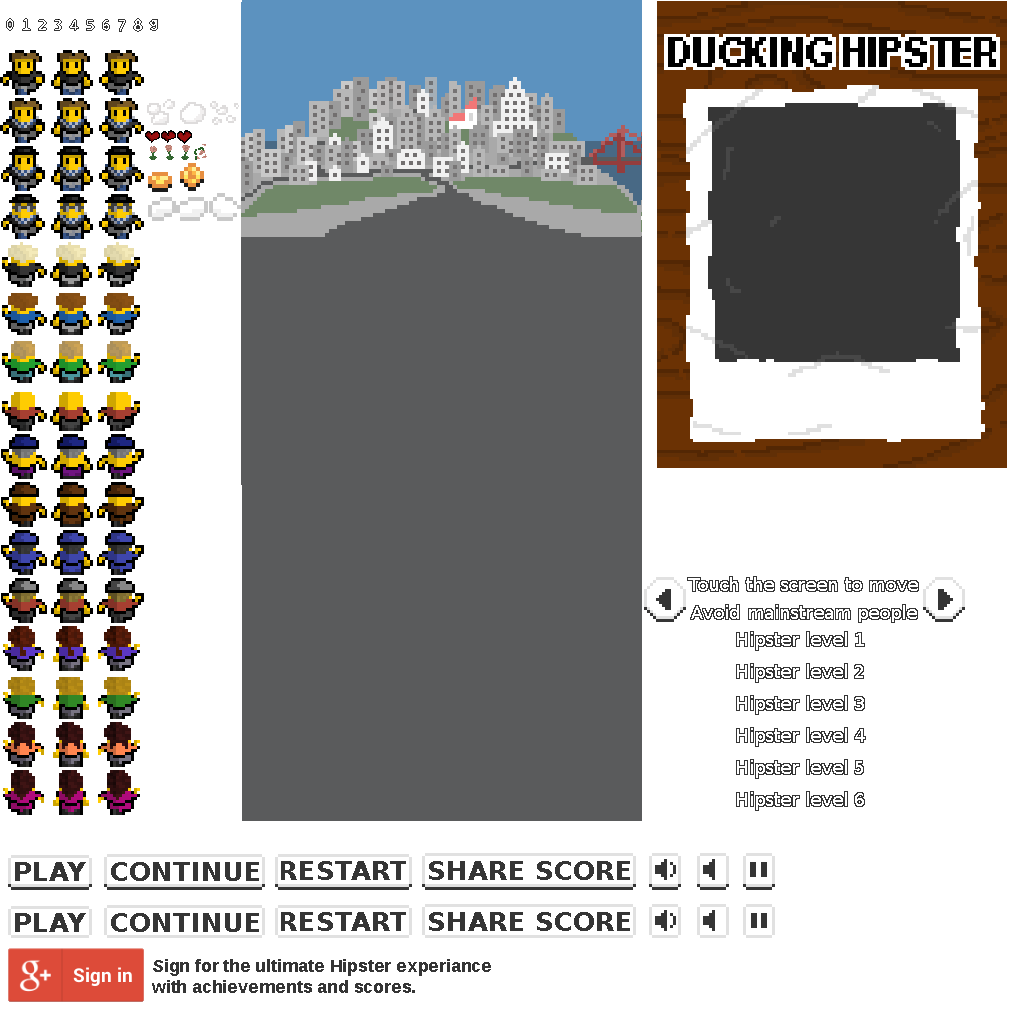 0 1 2 3 4 5 6 7 8 9
DUCKING HIPSTER
Touch the screen to move
Avoid mainstream people
Hipster level 1
Hipster level 2
Hipster level 3
Hipster level 4
Hipster level 5
Hipster level 6
PLAY CONTINUE RESTART SHARE SCORE
PLAY CONTINUE RESTART SHARE SCORE
g+ Sign in
Sign for the ultimate Hipster experiance
with achievements and scores.